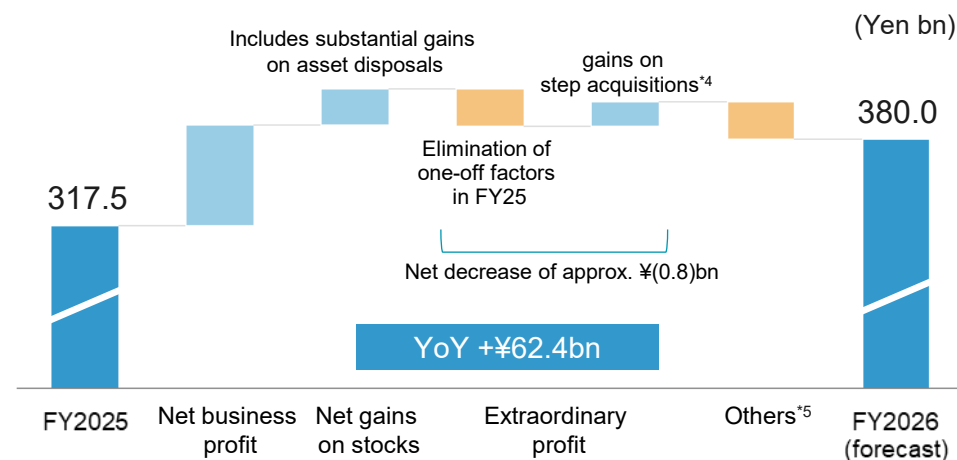 (Yen bn)
Includes substantial gains
on asset disposals
gains on
step acquisitions*4
380.0
Elimination of
one-off factors
in FY25
317.5
Net decrease of approx. ¥(0.8)bn
YoY +¥62.4bn
FY2025
Net business
profit
Net gains
on stocks
Extraordinary
profit
Others*5
FY2026
(forecast)